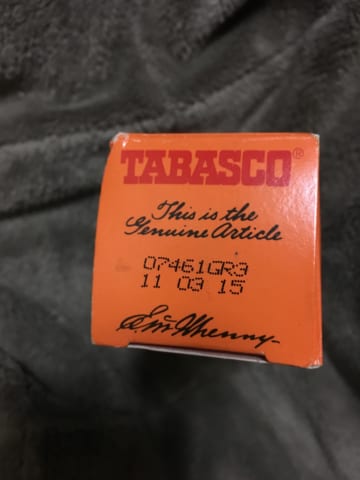 TABASCO®
This is the
Genuine Article
07461GR3
11 03 15
E. McIlhenny